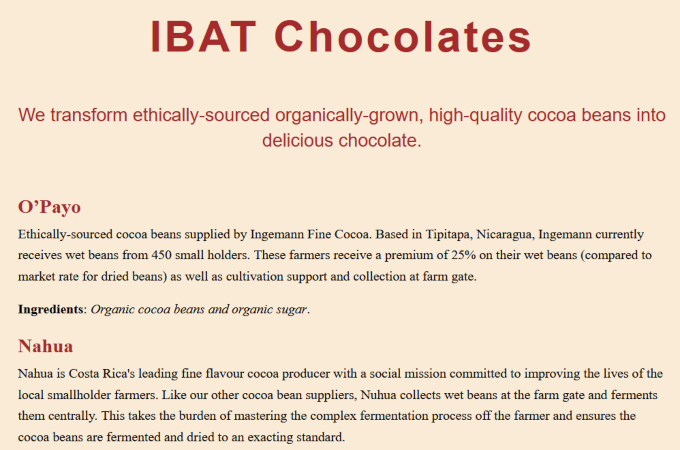 IBAT Chocolates
We transform ethically-sourced organically-grown, high-quality cocoa beans into
delicious chocolate.
O’Payo
Ethically-sourced cocoa beans supplied by Ingemann Fine Cocoa. Based in Tipitapa, Nicaragua, Ingemann currently
receives wet beans from 450 small holders. These farmers receive a premium of 25% on their wet beans (compared to
market rate for dried beans) as well as cultivation support and collection at farm gate.
Ingredients: Organic cocoa beans and organic sugar.
Nahua
Nahua is Costa Rica's leading fine flavour cocoa producer with a social mission committed to improving the lives of the
local smallholder farmers. Like our other cocoa bean suppliers, Nuhua collects wet beans at the farm gate and ferments
them centrally. This takes the burden of mastering the complex fermentation process off the farmer and ensures the
cocoa beans are fermented and dried to an exacting standard.